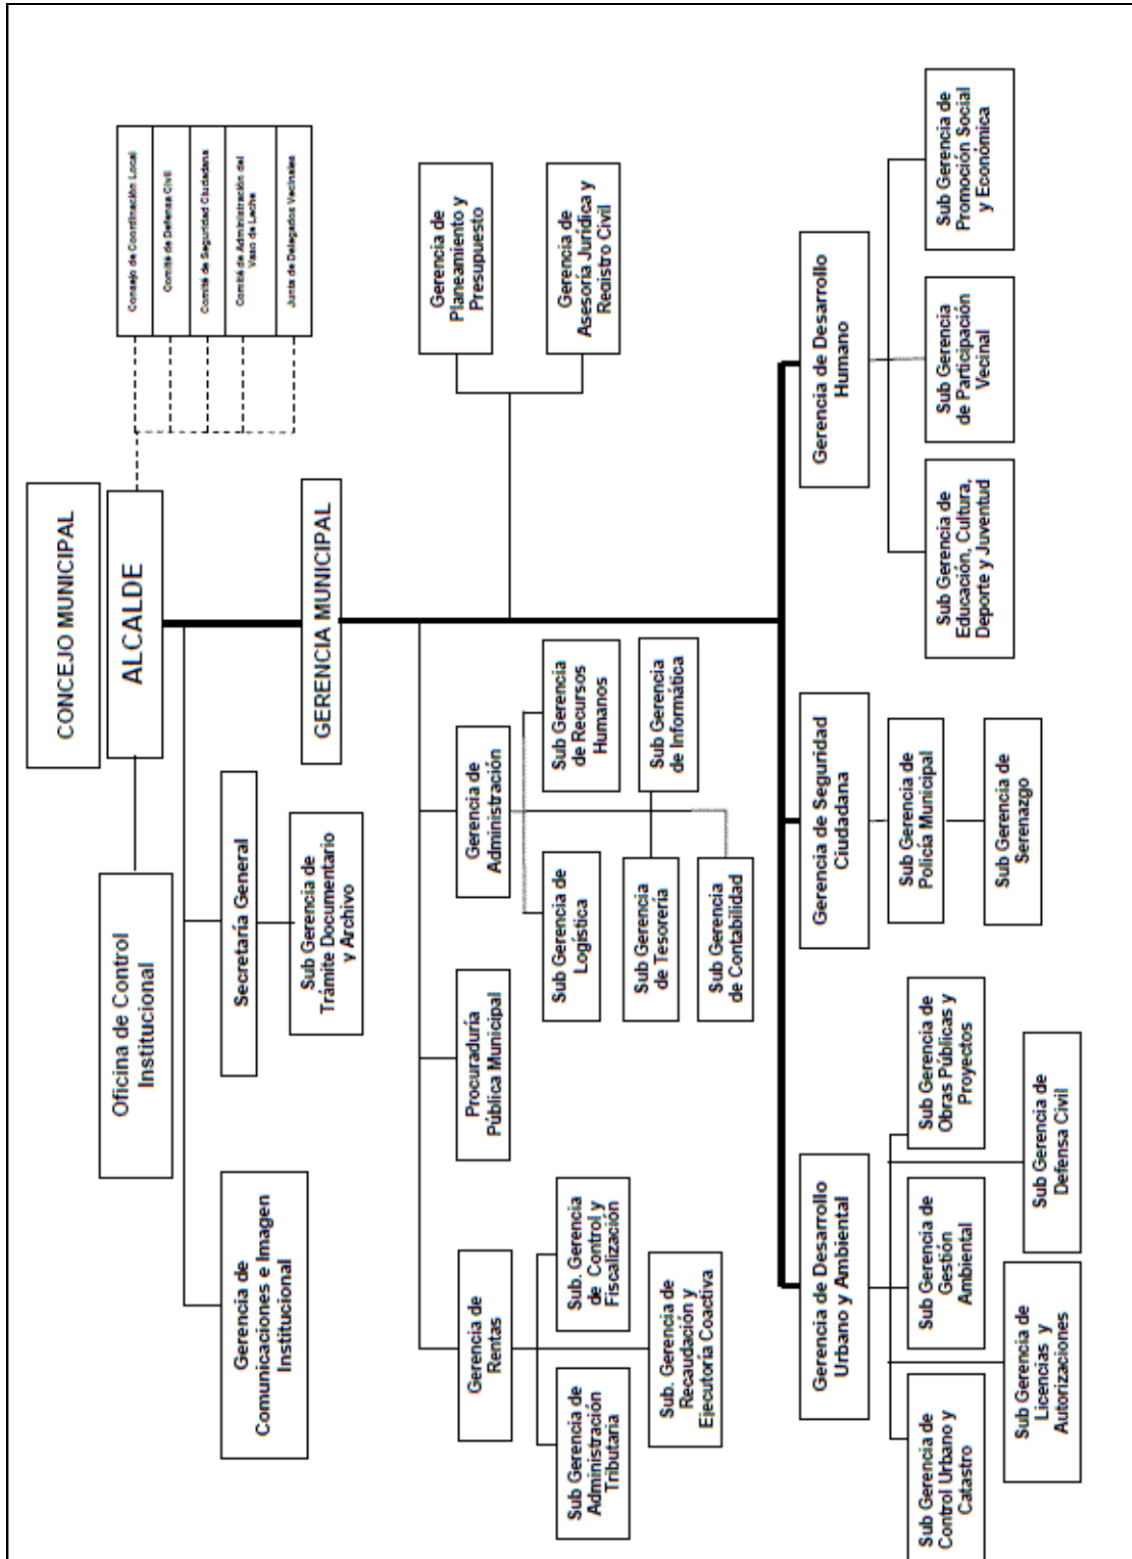 CONCEJO MUNICIPAL
ALCALDE
Consejo de Coordinación Local
Comité de Defensa Civil
Comité de Seguridad Ciudadana
Comité de Administración del
Vaso de Leche
Junta de Delegados Vecinales
Oficina de Control
Institucional
Gerencia de
Comunicaciones e Imagen
Institucional
Secretaría General
Sub Gerencia de
Trámite Documentario
y Archivo
GERENCIA MUNICIPAL
Gerencia de
Planeamiento y
Presupuesto
Gerencia de
Asesoría Jurídica y
Registro Civil
Gerencia de
Rentas
Sub Gerencia de
Administración
Tributaria
Sub. Gerencia
de Control y
Fiscalización
Sub. Gerencia de
Recaudación y
Ejecutoría Coactiva
Procuraduría
Pública Municipal
Gerencia de
Administración
Sub Gerencia de
Logística
Sub Gerencia
de Recursos
Humanos
Sub Gerencia
de Tesorería
Sub Gerencia
de Informática
Sub Gerencia
de Contabilidad
Gerencia de Desarrollo
Urbano y Ambiental
Sub Gerencia de
Control Urbano y
Catastro
Sub Gerencia de
Gestión
Ambiental
Sub Gerencia de
Obras Públicas y
Proyectos
Sub Gerencia de
Licencias y
Autorizaciones
Sub Gerencia de
Defensa Civil
Gerencia de Seguridad
Ciudadana
Sub Gerencia de
Policía Municipal
Sub Gerencia de
Serenazgo
Gerencia de Desarrollo
Humano
Sub Gerencia de
Educación, Cultura,
Deporte y Juventud
Sub Gerencia
de Participación
Vecinal
Sub Gerencia de
Promoción Social
y Económica